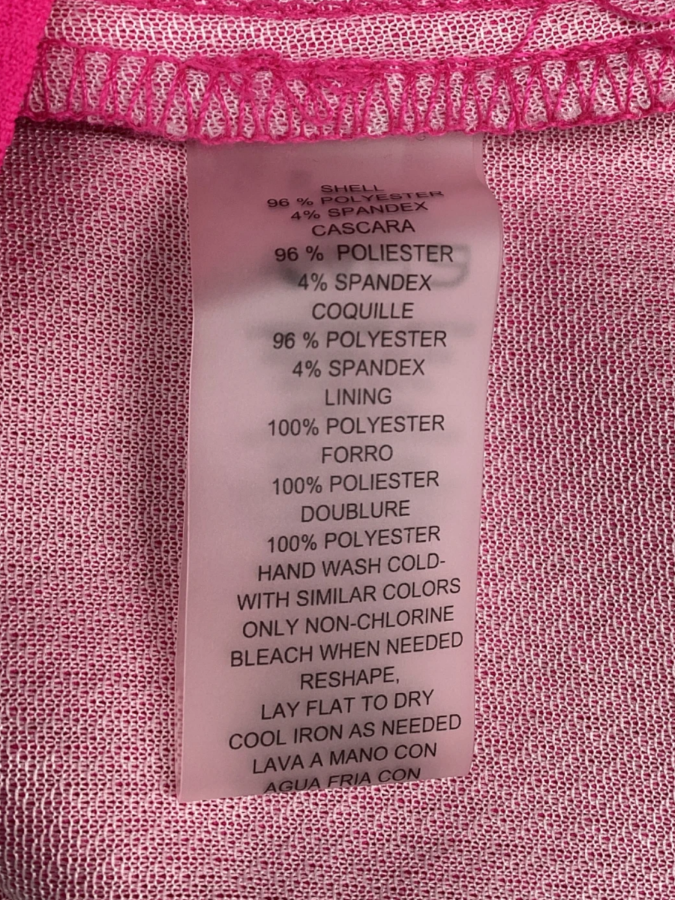 SHELL
96 % POLYESTER
4% SPANDEX
CASCARA
96 % POLIESTER
4% SPANDEX
COQUILLE
96 % POLYESTER
4% SPANDEX
LINING
100% POLYESTER
FORRO
100% POLIESTER
DOUBLURE
100% POLYESTER
HAND WASH COLD-
WITH SIMILAR COLORS
ONLY NON-CHLORINE
BLEACH WHEN NEEDED
RESHAPE,
LAY FLAT TO DRY
COOL IRON AS NEEDED
LAVA A MANO CON
AGUA FRIA CON